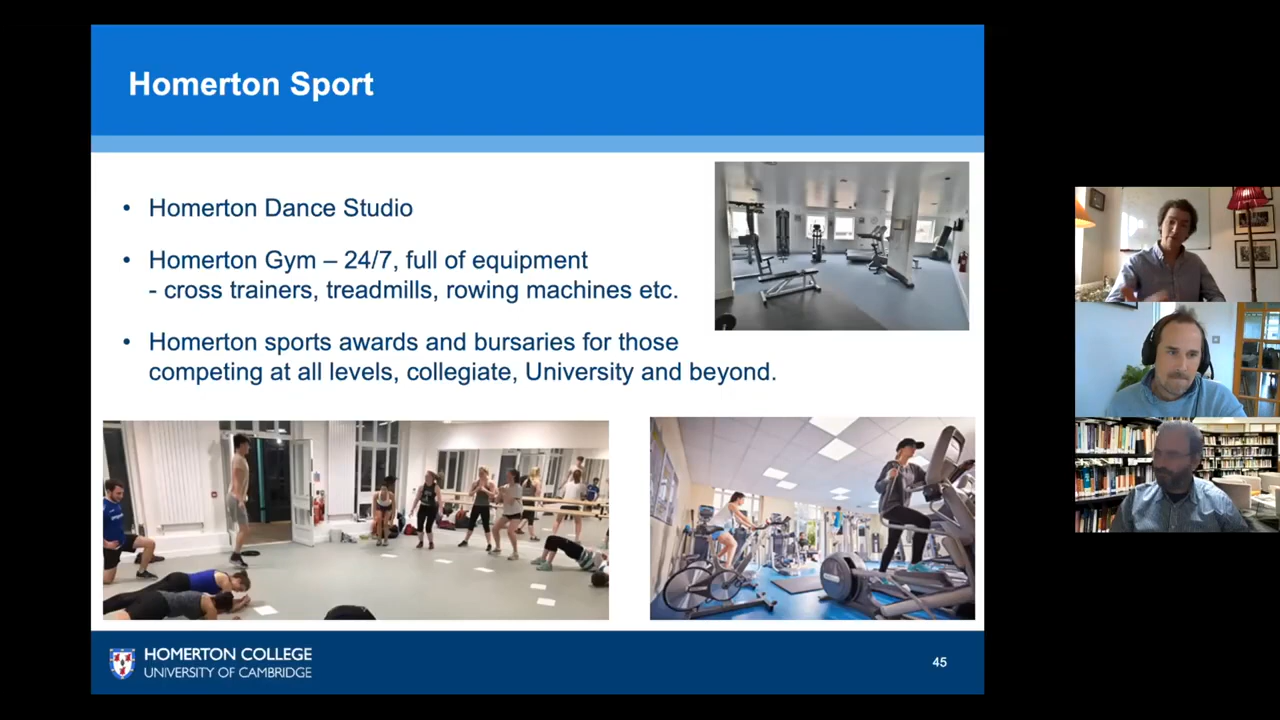 Homerton Sport
• Homerton Dance Studio
• Homerton Gym – 24/7, full of equipment
- cross trainers, treadmills, rowing machines etc.
• Homerton sports awards and bursaries for those
competing at all levels, collegiate, University and beyond.
HOMERTON COLLEGE
UNIVERSITY OF CAMBRIDGE
45